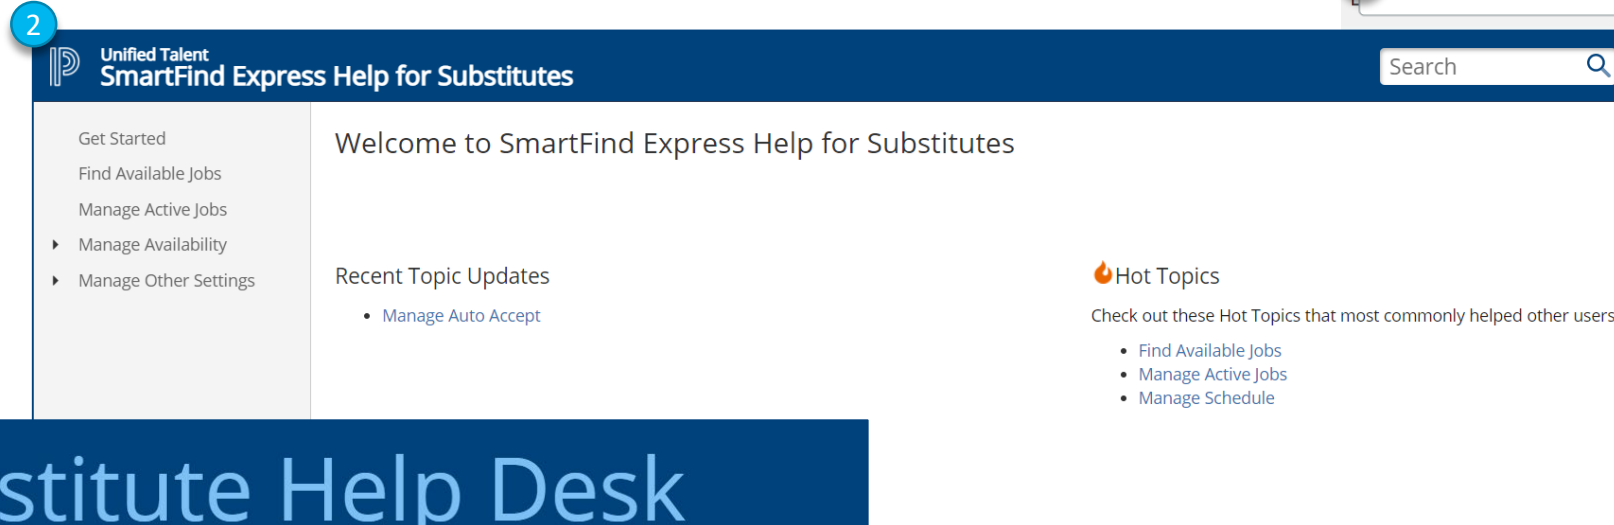 2
Unified Talent
SmartFind Express Help for Substitutes
Search
Get Started
Find Available Jobs
Manage Active Jobs
Manage Availability
Manage Other Settings
Welcome to SmartFind Express Help for Substitutes
Recent Topic Updates
• Manage Auto Accept
Hot Topics
Check out these Hot Topics that most commonly helped other users
• Find Available Jobs
• Manage Active Jobs
• Manage Schedule
stitute Help Desk